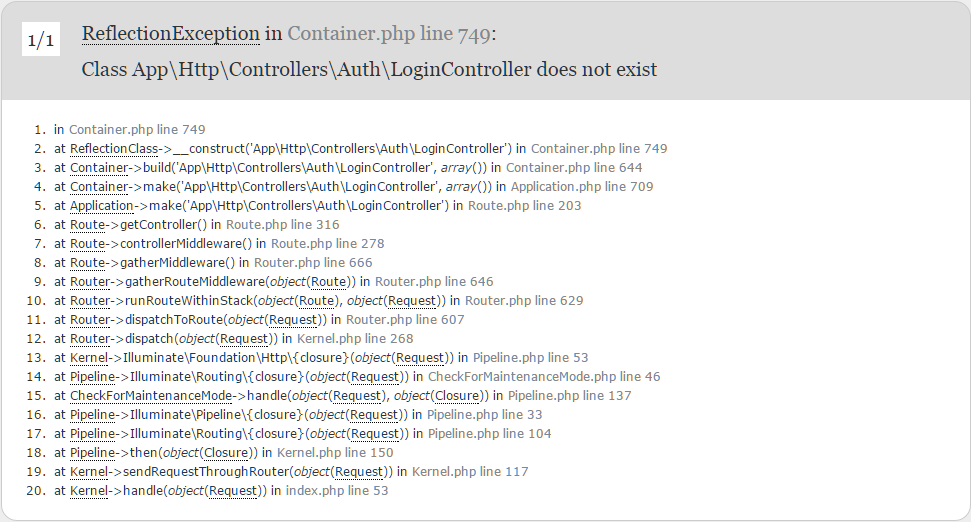 1/1
ReflectionException in Container.php line 749:
Class App\Http\Controllers\Auth\LoginController does not exist
1. in Container.php line 749
2. at ReflectionClass->__construct('App\Http\Controllers\Auth\LoginController') in Container.php line 749
3. at Container->build('App\Http\Controllers\Auth\LoginController', array()) in Container.php line 644
4. at Container->make('App\Http\Controllers\Auth\LoginController', array()) in Application.php line 709
5. at Application->make('App\Http\Controllers\Auth\LoginController') in Route.php line 203
6. at Route->getController() in Route.php line 316
7. at Route->controllerMiddleware() in Route.php line 278
8. at Route->gatherMiddleware() in Router.php line 666
9. at Router->gatherRouteMiddleware(object(Route)) in Router.php line 646
10. at Router->runRouteWithinStack(object(Route), object(Request)) in Router.php line 629
11. at Router->dispatchToRoute(object(Request)) in Router.php line 607
12. at Router->dispatch(object(Request)) in Kernel.php line 268
13. at Kernel->Illuminate\Foundation\Http\{closure}(object(Request)) in Pipeline.php line 53
14. at Pipeline->Illuminate\Routing\{closure}(object(Request)) in CheckForMaintenanceMode.php line 46
15. at CheckForMaintenanceMode->handle(object(Request), object(Closure)) in Pipeline.php line 137
16. at Pipeline->Illuminate\Pipeline\{closure}(object(Request)) in Pipeline.php line 33
17. at Pipeline->Illuminate\Routing\{closure}(object(Request)) in Pipeline.php line 104
18. at Pipeline->then(object(Closure)) in Kernel.php line 150
19. at Kernel->sendRequestThroughRouter(object(Request)) in Kernel.php line 117
20. at Kernel->handle(object(Request)) in index.php line 53